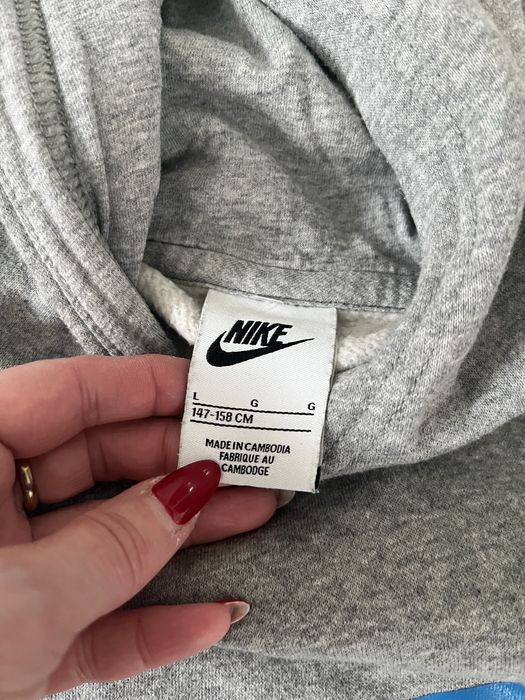 NIKE
L G G
147-158 CM
MADE IN CAMBODIA
FABRIQUE AU
CAMBODGE